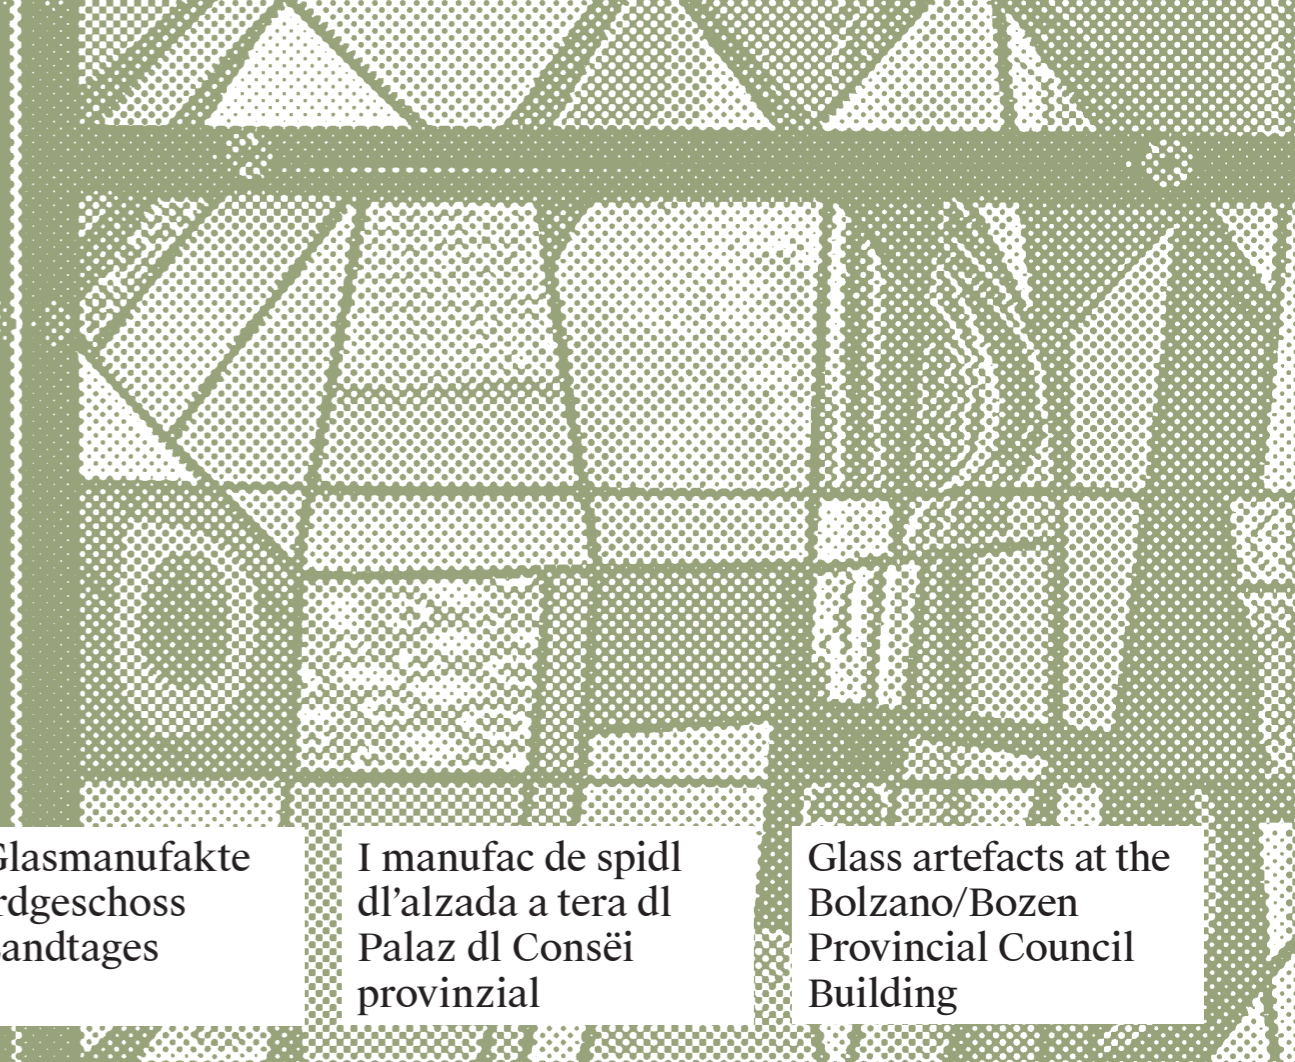 Glasmanufakte
rdgeschoss
andtages
I manufac de spidl
dl’alzada a tera dl
Palaz dl Consëi
provinzial
Glass artefacts at the
Bolzano/Bozen
Provincial Council
Building